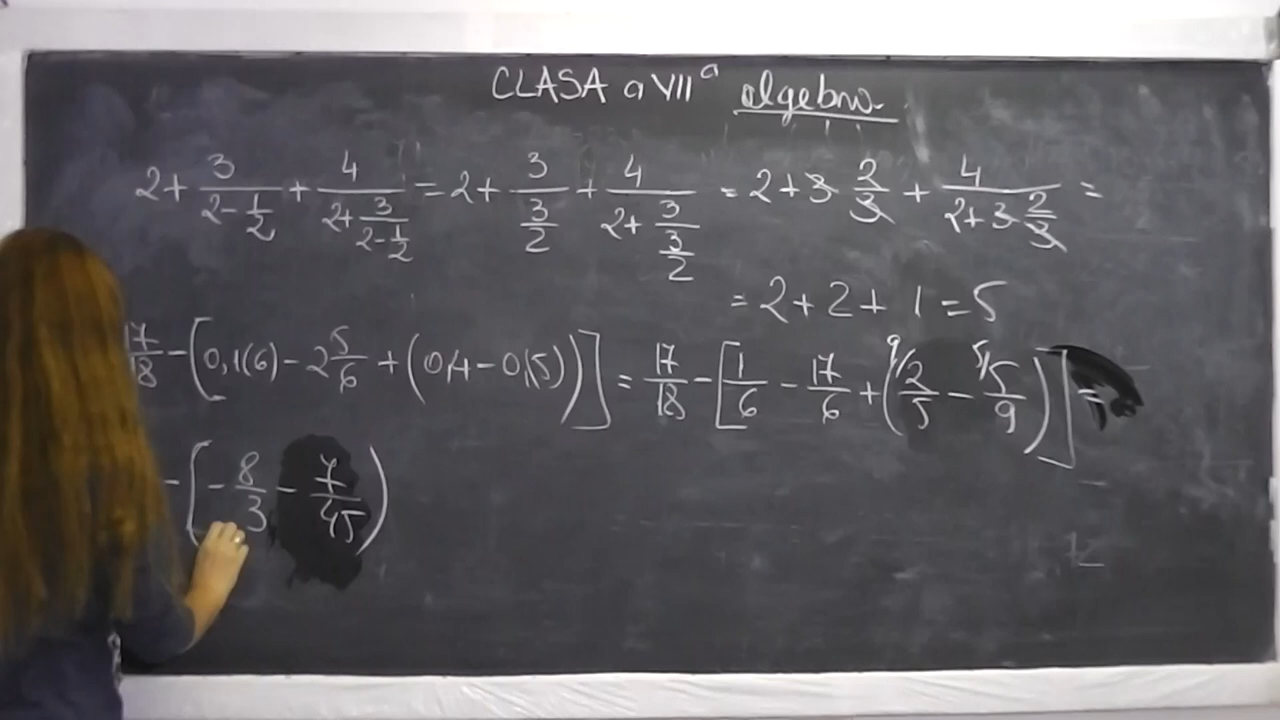 CLASA a VII ª algebra
2 + 3/(2 - 1/2) + 4/(2 + 3/(2 - 1/2)) = 2 + 3/(3/2) + 4/(2 + 3/(3/2)) = 2 + 3 · 2/3 + 4/(2 + 3 · 2/3) =
= 2 + 2 + 1 = 5
17/18 - [0,1(6) - 2 5/6 + (0,4 - 0,(5))] = 17/18 - [1/6 - 17/6 + (9/ 2/5 - 5/ 5/9)] =
- [- 8/3 - 7/45)